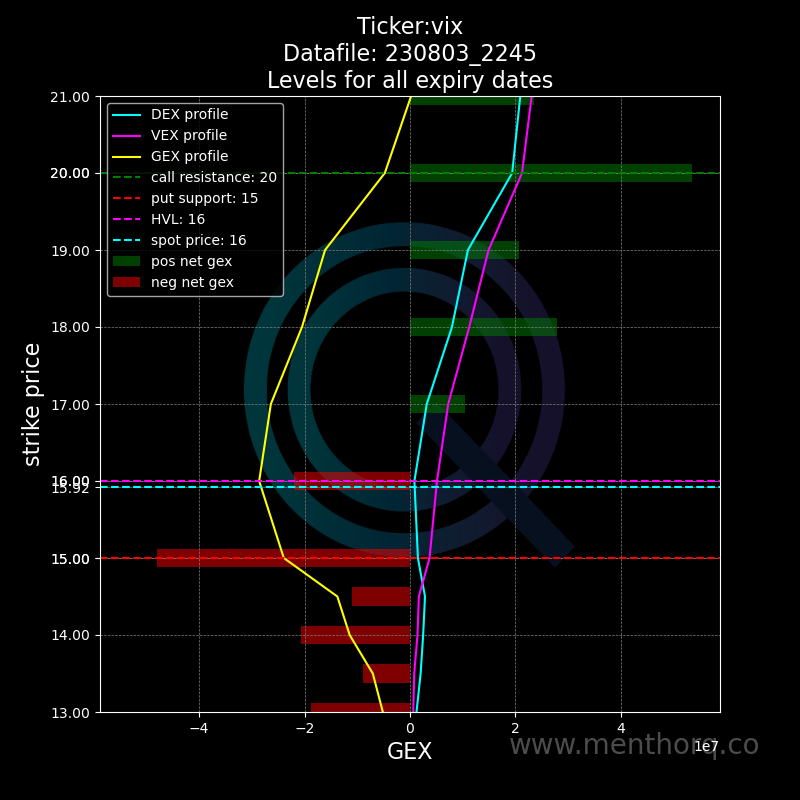 Ticker:vix
Datafile: 230803_2245
Levels for all expiry dates
DEX profile
VEX profile
GEX profile
call resistance: 20
put support: 15
HVL: 16
spot price: 16
pos net gex
neg net gex
strike price
21.00
20.00
19.00
18.00
17.00
16.00
15.92
15.00
14.00
13.00
−4
−2
0
2
4
1e7
GEX
www.menthorq.co